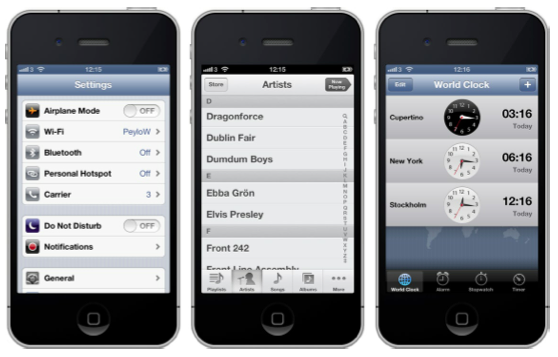 3
12:15
Settings
Airplane Mode OFF
Wi-Fi PeyloW
Bluetooth Off
Personal Hotspot Off
Carrier 3
Do Not Disturb OFF
Notifications
General
3
12:15
Store Artists Now Playing
D
Dragonforce
Dublin Fair
Dumdum Boys
E
Ebba Grön
Elvis Presley
F
Front 242
Front Line Assembly
Playlists Artists Songs Albums More
3
12:16
Edit World Clock +
Cupertino 03:16
Today
New York 06:16
Today
Stockholm 12:16
Today
World Clock Alarm Stopwatch Timer